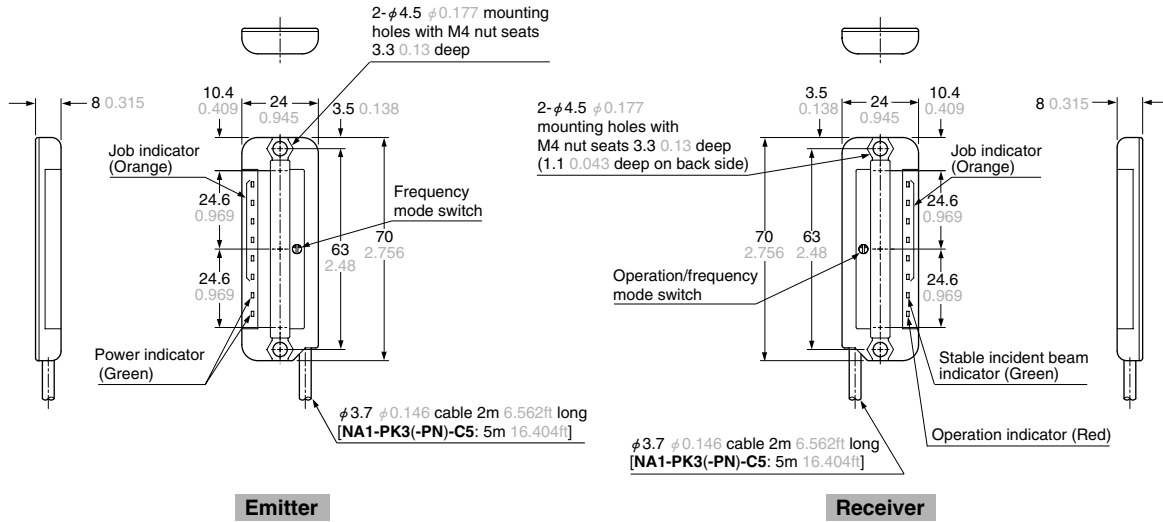 2-φ4.5 φ0.177 mounting
holes with M4 nut seats
3.3 0.13 deep
8 0.315
10.4
0.409
24
0.945
3.5 0.138
Job indicator
(Orange)
24.6
0.969
24.6
0.969
Frequency
mode switch
63
2.48
70
2.756
Power indicator
(Green)
φ3.7 φ0.146 cable 2m 6.562ft long
[NA1-PK3(-PN)-C5: 5m 16.404ft]
Emitter
2-φ4.5 φ0.177
mounting holes with
M4 nut seats 3.3 0.13 deep
(1.1 0.043 deep on back side)
3.5
0.138
24
0.945
10.4
0.409
8 0.315
Job indicator
(Orange)
24.6
0.969
24.6
0.969
70
2.756
63
2.48
Operation/frequency
mode switch
Stable incident beam
indicator (Green)
Operation indicator (Red)
φ3.7 φ0.146 cable 2m 6.562ft long
[NA1-PK3(-PN)-C5: 5m 16.404ft]
Receiver